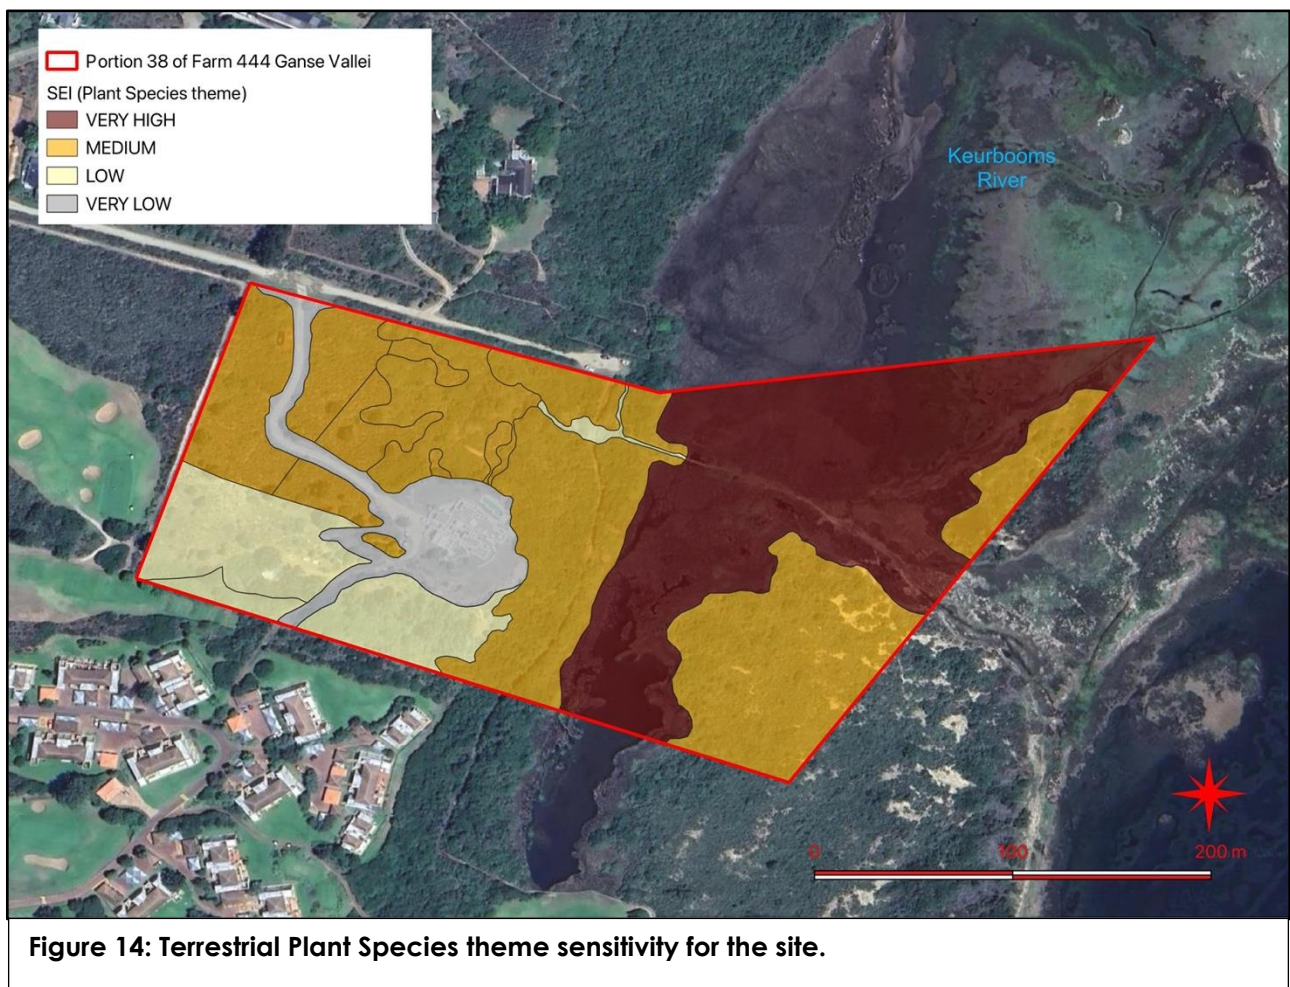 Portion 38 of Farm 444 Ganse Vallei
SEI (Plant Species theme)
VERY HIGH
MEDIUM
LOW
VERY LOW
Keurbooms
River
0 100 200 m
Figure 14: Terrestrial Plant Species theme sensitivity for the site.